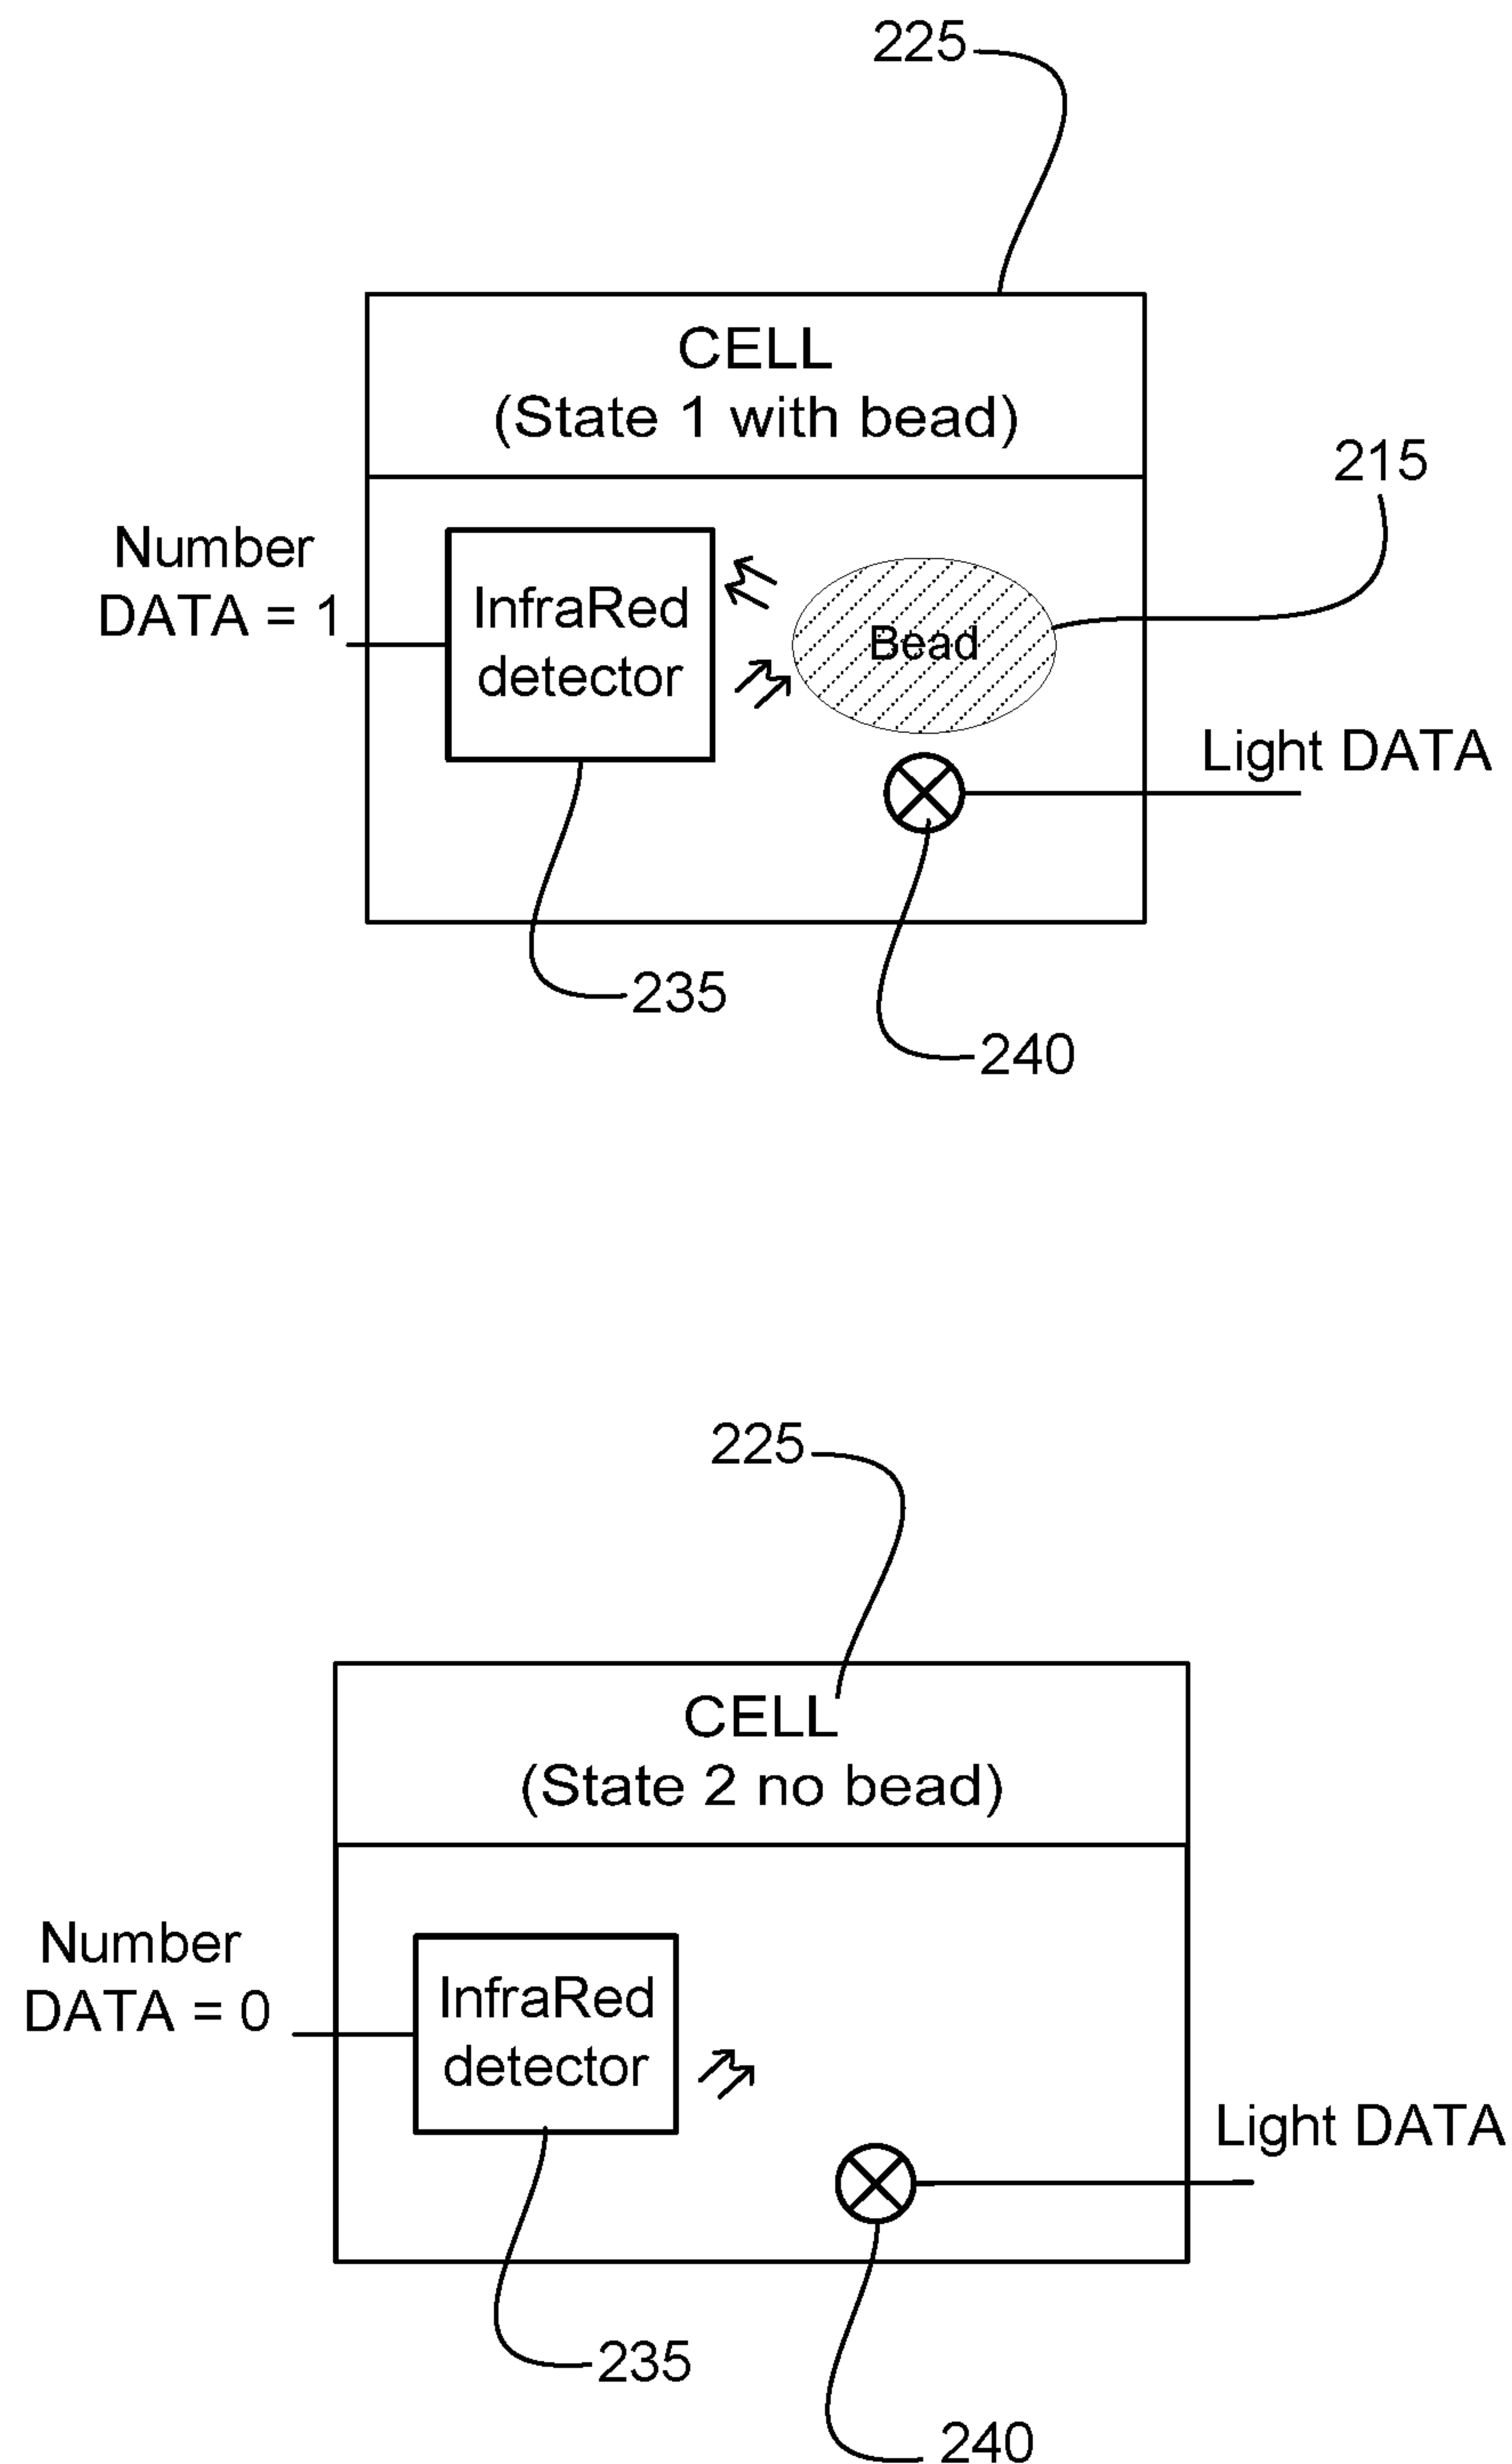 225
CELL
(State 1 with bead)
215
Number
DATA = 1
InfraRed
detector
Bead
Light DATA
235
240
225
CELL
(State 2 no bead)
Number
DATA = 0
InfraRed
detector
Light DATA
235
240